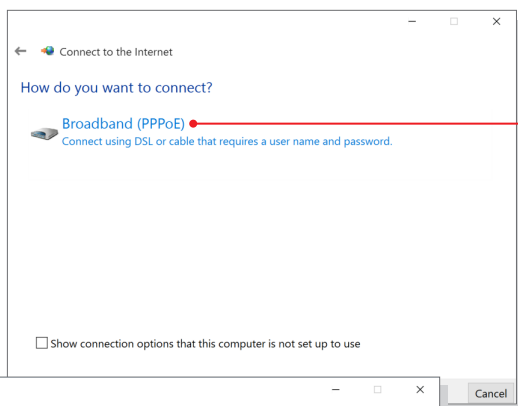 Connect to the Internet
How do you want to connect?
Broadband (PPPoE)
Connect using DSL or cable that requires a user name and password.
Show connection options that this computer is not set up to use
Cancel